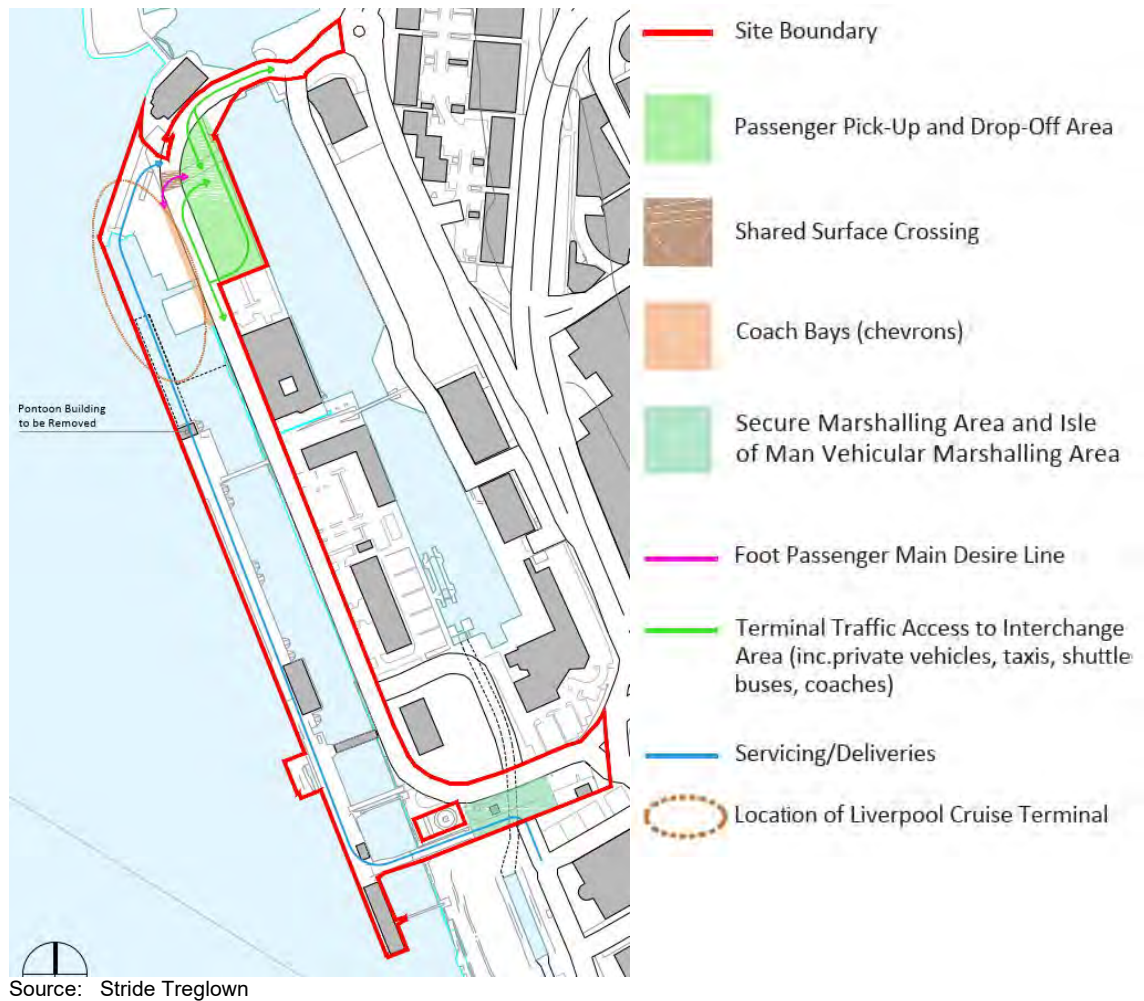 Pontoon Building
to be Removed
Site Boundary
Passenger Pick-Up and Drop-Off Area
Shared Surface Crossing
Coach Bays (chevrons)
Secure Marshalling Area and Isle
of Man Vehicular Marshalling Area
Foot Passenger Main Desire Line
Terminal Traffic Access to Interchange
Area (inc.private vehicles, taxis, shuttle
buses, coaches)
Servicing/Deliveries
Location of Liverpool Cruise Terminal
Source: Stride Treglown